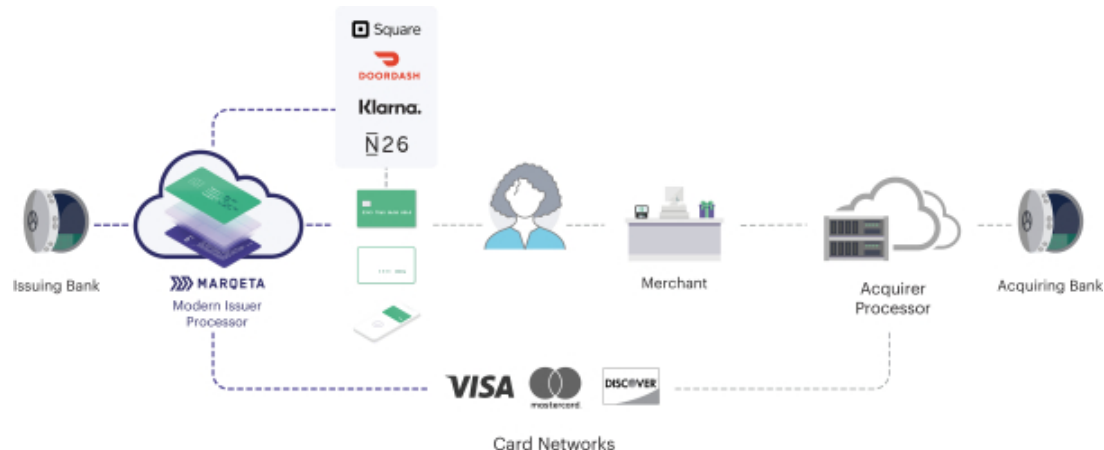 Square
DOORDASH
Klarna.
N26
Issuing Bank
MARQETA
Modern Issuer
Processor
Merchant
Acquirer
Processor
Acquiring Bank
VISA
mastercard.
DISCOVER
Card Networks